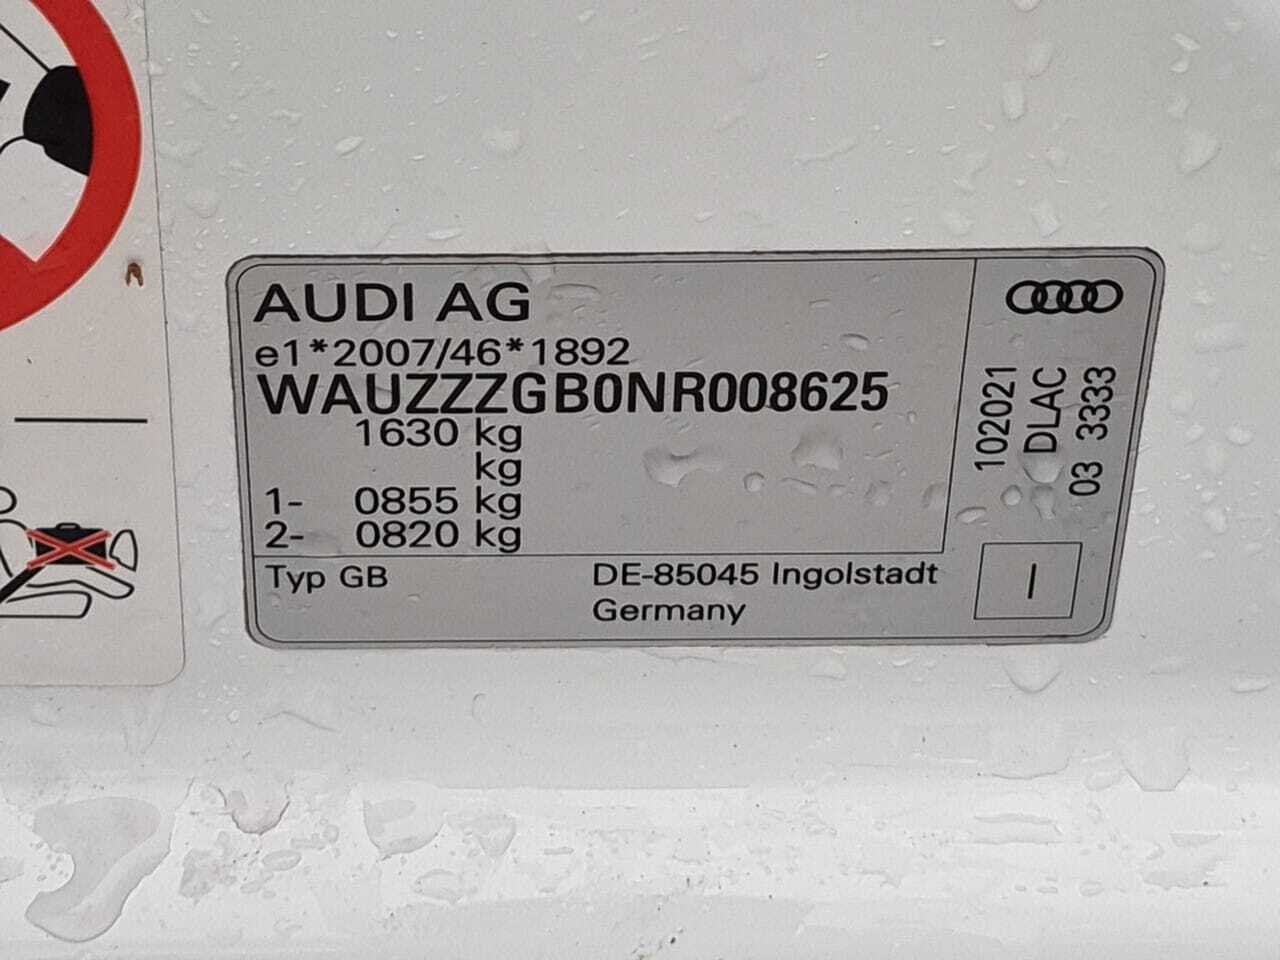 AUDI AG
e1*2007/46*1892
WAUZZZGB0NR008625
1630 kg
kg
1- 0855 kg
2- 0820 kg
Typ GB
DE-85045 Ingolstadt
Germany
102021
DLAC
03 3333
I